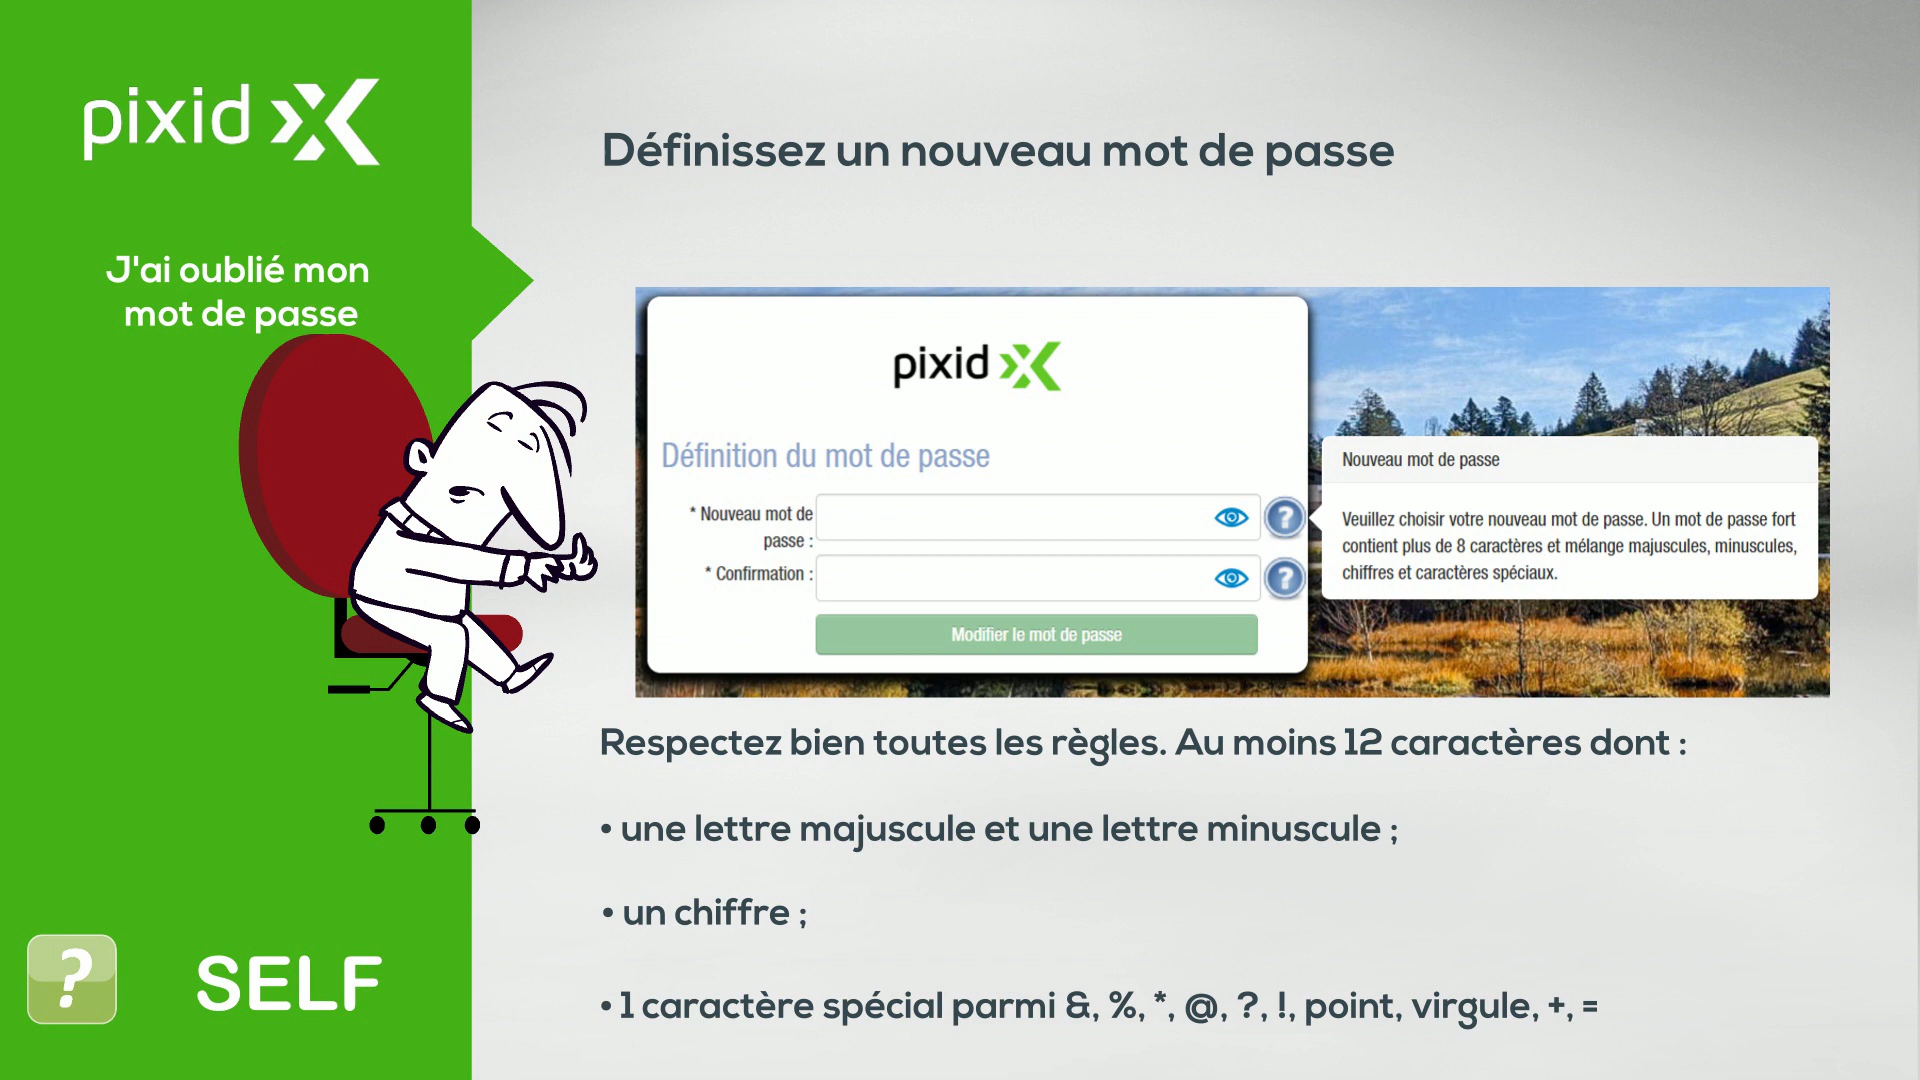 pixid
J'ai oublié mon
mot de passe
Définissez un nouveau mot de passe
pixid
Définition du mot de passe
* Nouveau mot de
passe :
?
* Confirmation :
?
Modifier le mot de passe
Nouveau mot de passe
Veuillez choisir votre nouveau mot de passe. Un mot de passe fort
contient plus de 8 caractères et mélange majuscules, minuscules,
chiffres et caractères spéciaux.
Respectez bien toutes les règles. Au moins 12 caractères dont :
• une lettre majuscule et une lettre minuscule ;
• un chiffre ;
• 1 caractère spécial parmi &, %, *, @, ?, !, point, virgule, +, =
?
SELF